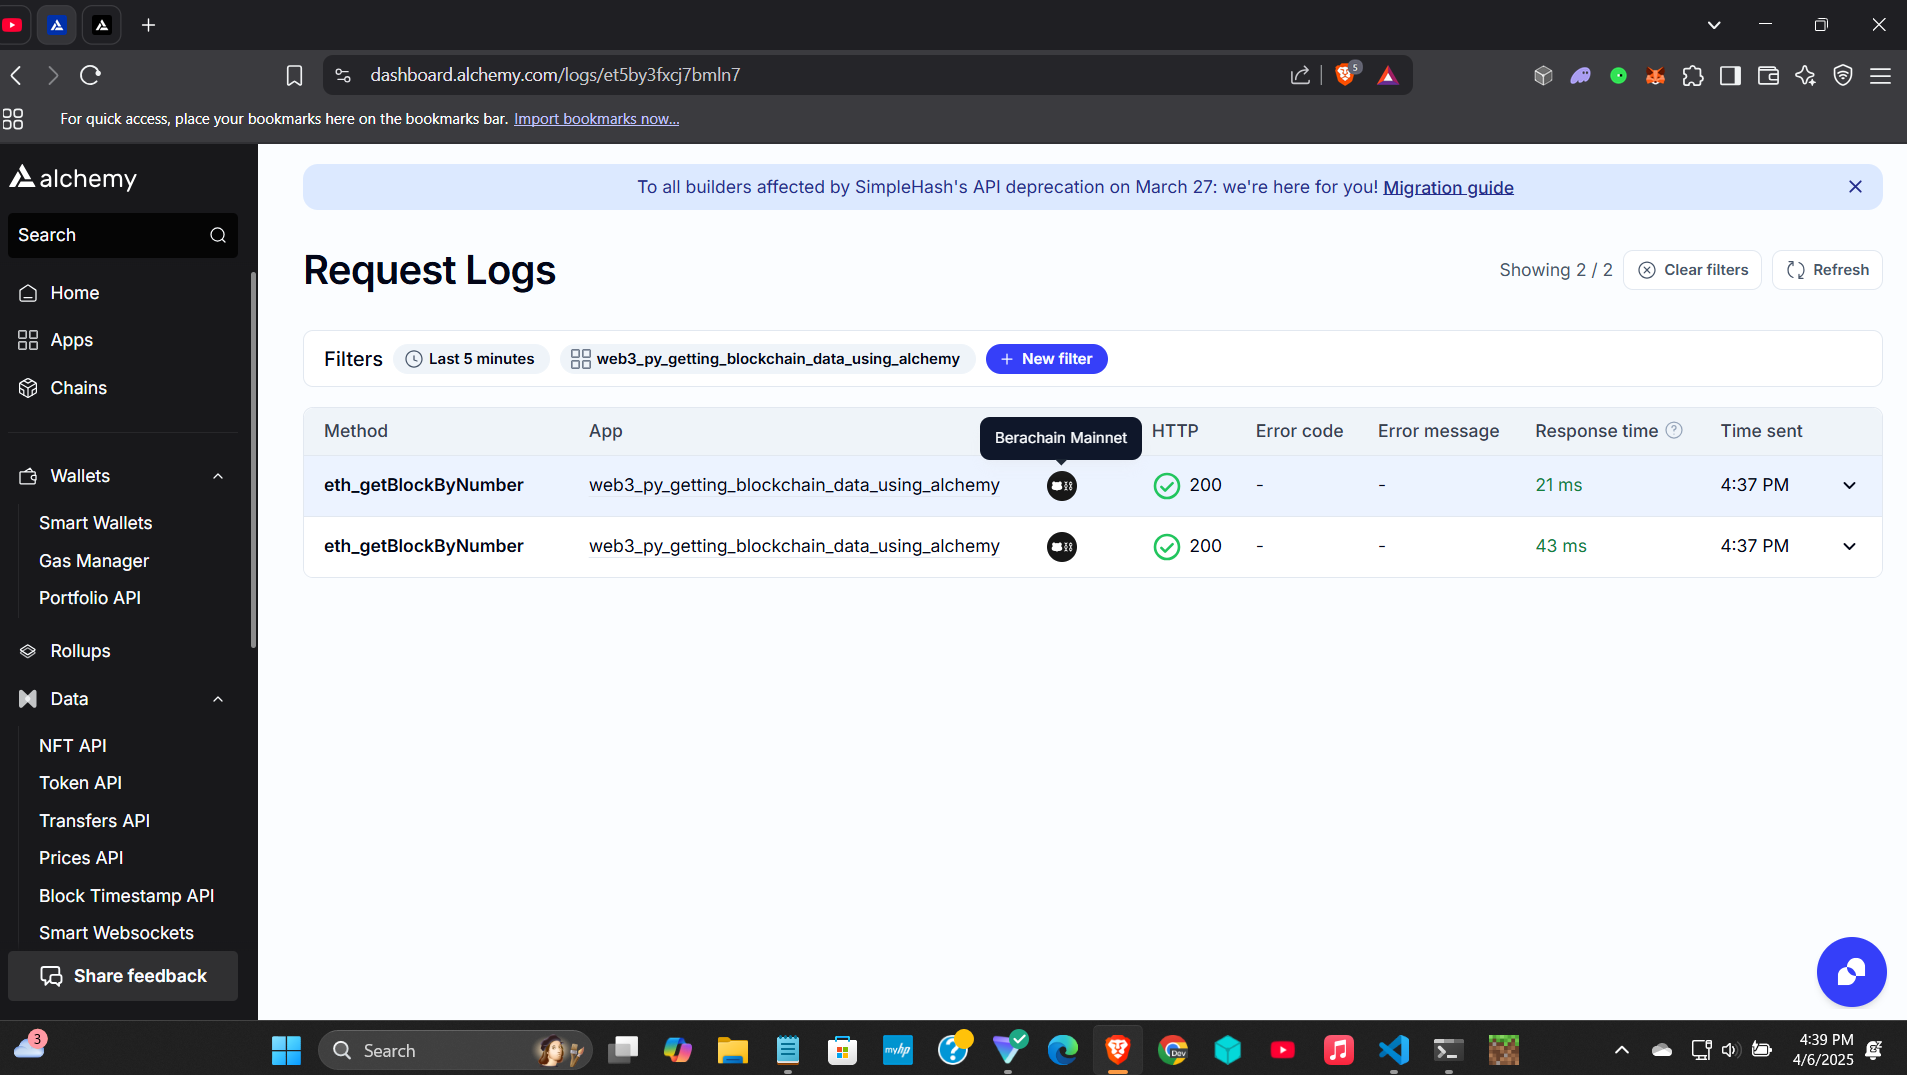 dashboard.alchemy.com/logs/et5by3fxcj7bmln7
5
For quick access, place your bookmarks here on the bookmarks bar. Import bookmarks now...
alchemy
Search
Home
Apps
Chains
Wallets
Smart Wallets
Gas Manager
Portfolio API
Rollups
Data
NFT API
Token API
Transfers API
Prices API
Block Timestamp API
Smart Websockets
Share feedback
To all builders affected by SimpleHash's API deprecation on March 27: we're here for you! Migration guide
Request Logs
Showing 2 / 2
Clear filters
Refresh
Filters
Last 5 minutes
web3_py_getting_blockchain_data_using_alchemy
+ New filter
Method App HTTP Error code Error message Response time Time sent
Berachain Mainnet
eth_getBlockByNumber web3_py_getting_blockchain_data_using_alchemy 200 - - 21 ms 4:37 PM
eth_getBlockByNumber web3_py_getting_blockchain_data_using_alchemy 200 - - 43 ms 4:37 PM
3
Search
myhp
Dev
4:39 PM
4/6/2025